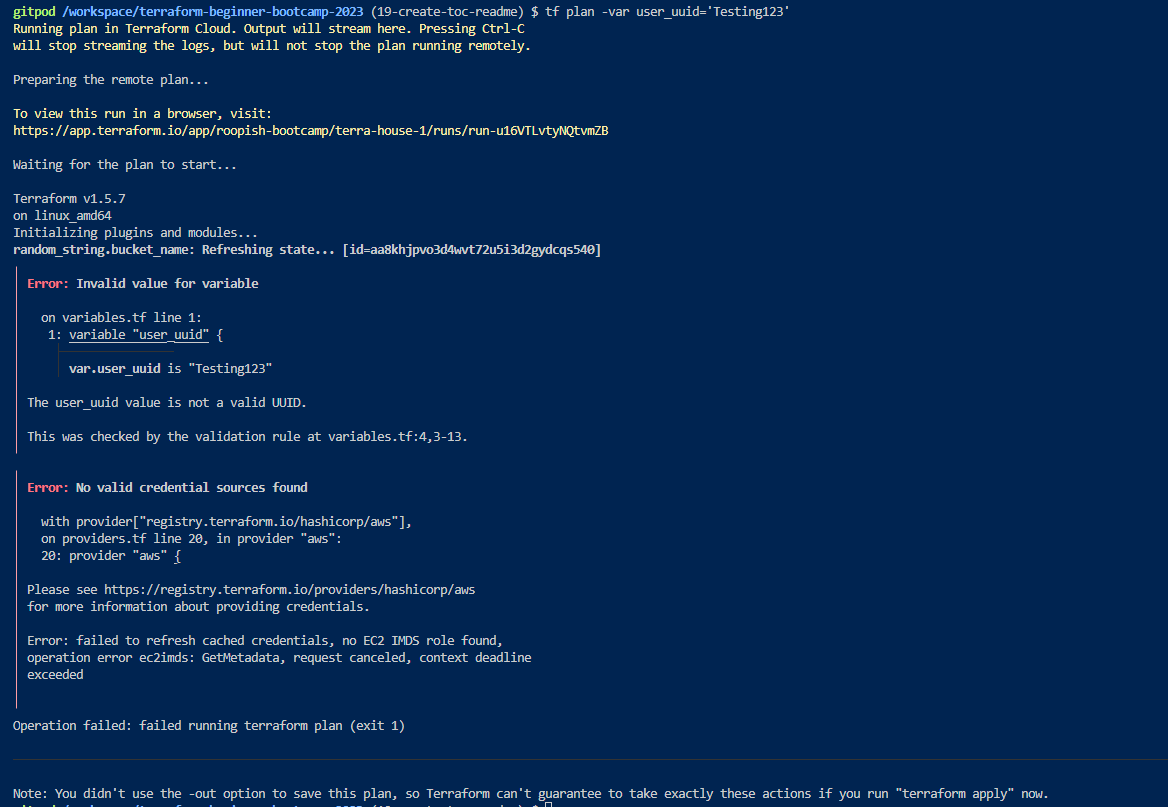 gitpod /workspace/terraform-beginner-bootcamp-2023 (19-create-toc-readme) $ tf plan -var user_uuid='Testing123'
Running plan in Terraform Cloud. Output will stream here. Pressing Ctrl-C
will stop streaming the logs, but will not stop the plan running remotely.
Preparing the remote plan...
To view this run in a browser, visit:
https://app.terraform.io/app/roopish-bootcamp/terra-house-1/runs/run-u16VTLvtyNQtvmZB
Waiting for the plan to start...
Terraform v1.5.7
on linux_amd64
Initializing plugins and modules...
random_string.bucket_name: Refreshing state... [id=aa8khjpvo3d4wvt72u5i3d2gydcqs540]
Error: Invalid value for variable
on variables.tf line 1:
1: variable "user_uuid" {
var.user_uuid is "Testing123"
The user_uuid value is not a valid UUID.
This was checked by the validation rule at variables.tf:4,3-13.
Error: No valid credential sources found
with provider["registry.terraform.io/hashicorp/aws"],
on providers.tf line 20, in provider "aws":
20: provider "aws" {
Please see https://registry.terraform.io/providers/hashicorp/aws
for more information about providing credentials.
Error: failed to refresh cached credentials, no EC2 IMDS role found,
operation error ec2imds: GetMetadata, request canceled, context deadline
exceeded
Operation failed: failed running terraform plan (exit 1)
Note: You didn't use the -out option to save this plan, so Terraform can't guarantee to take exactly these actions if you run "terraform apply" now.